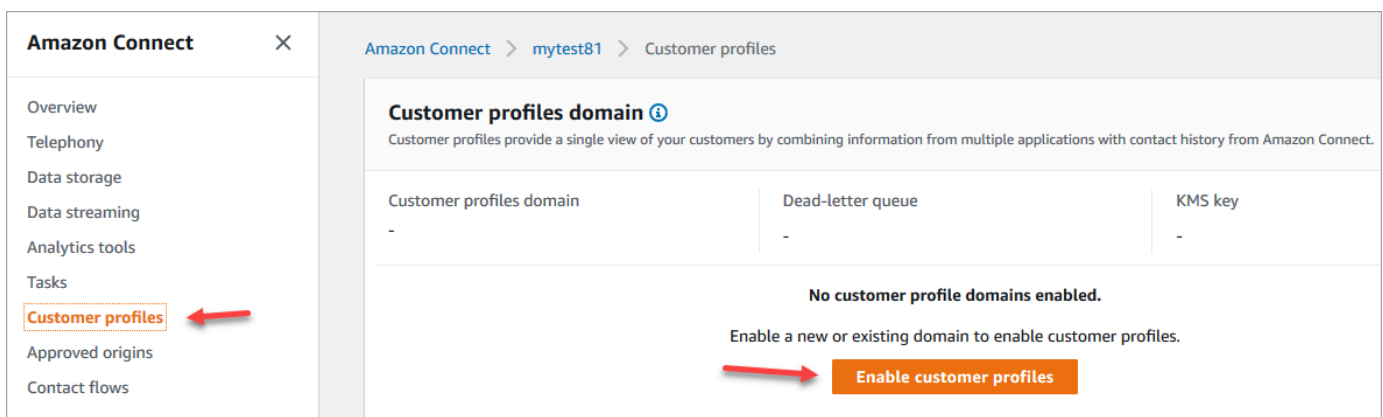 Amazon Connect
Overview
Telephony
Data storage
Data streaming
Analytics tools
Tasks
Customer profiles
Approved origins
Contact flows
Amazon Connect > mytest81 > Customer profiles
Customer profiles domain
Customer profiles provide a single view of your customers by combining information from multiple applications with contact history from Amazon Connect.
Customer profiles domain
-
Dead-letter queue
-
KMS key
-
No customer profile domains enabled.
Enable a new or existing domain to enable customer profiles.
Enable customer profiles